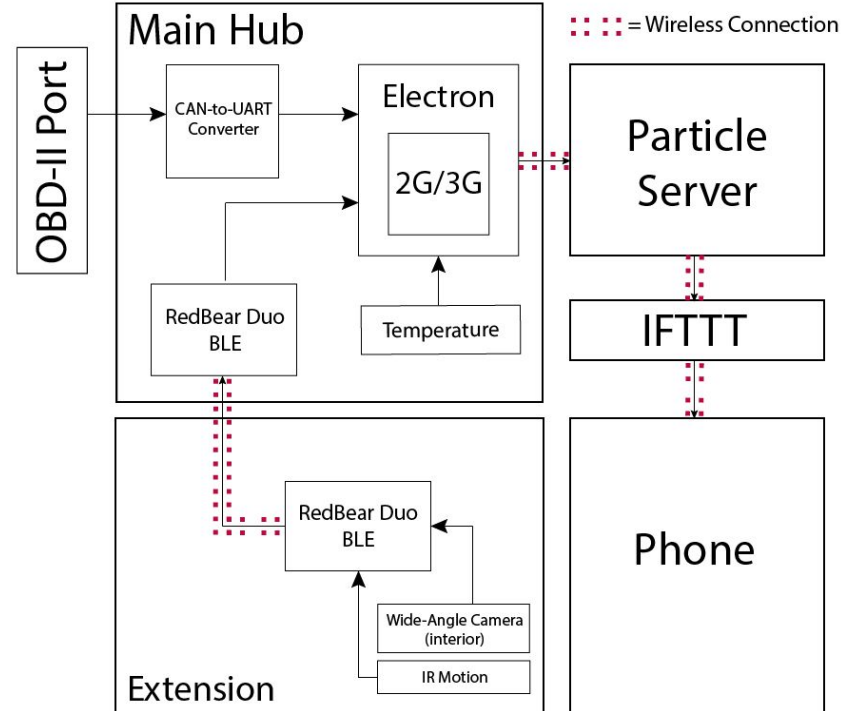 Main Hub
= Wireless Connection
OBD-II Port
CAN-to-UART
Converter
Electron
2G/3G
Particle
Server
RedBear Duo
BLE
Temperature
IFTTT
RedBear Duo
BLE
Phone
Wide-Angle Camera
(interior)
IR Motion
Extension